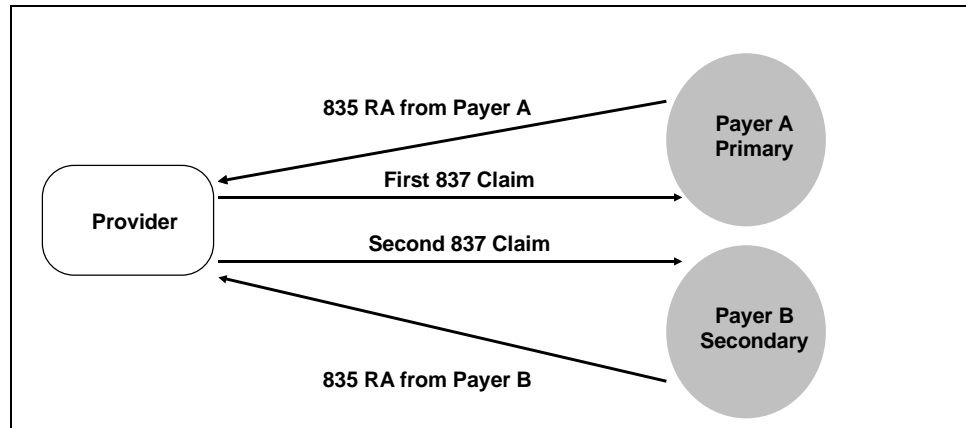 835 RA from Payer A
Payer A
Primary
First 837 Claim
Provider
Second 837 Claim
Payer B
Secondary
835 RA from Payer B